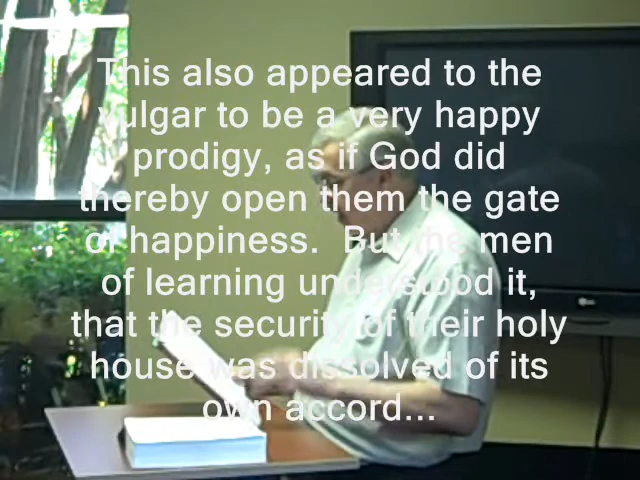 This also appeared to the
vulgar to be a very happy
prodigy, as if God did
thereby open them the gate
of happiness.  But the men
of learning understood it,
that the security of their holy
house was dissolved of its
own accord...